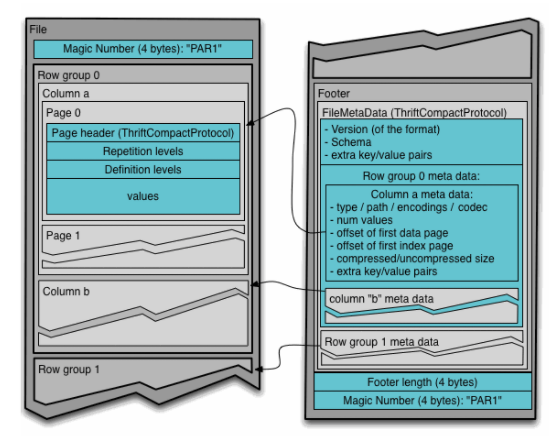 File
Magic Number (4 bytes): "PAR1"
Row group 0
Column a
Page 0
Page header (ThriftCompactProtocol)
Repetition levels
Definition levels
values
Page 1
Column b
Row group 1
Footer
FileMetaData (ThriftCompactProtocol)
- Version (of the format)
- Schema
- extra key/value pairs
Row group 0 meta data:
Column a meta data:
- type / path / encodings / codec
- num values
- offset of first data page
- offset of first index page
- compressed/uncompressed size
- extra key/value pairs
column "b" meta data
Row group 1 meta data
Footer length (4 bytes)
Magic Number (4 bytes): "PAR1"